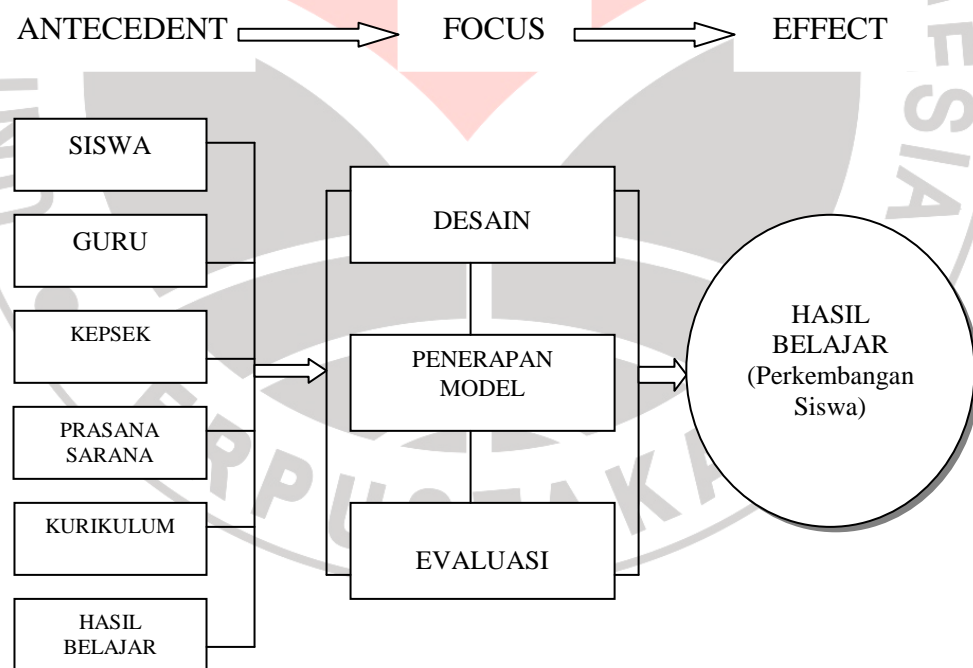 ANTECEDENT FOCUS EFFECT
SISWA
GURU
KEPSEK
PRASANA
SARANA
KURIKULUM
HASIL
BELAJAR
DESAIN
PENERAPAN
MODEL
EVALUASI
HASIL
BELAJAR
(Perkembangan
Siswa)
ESIA